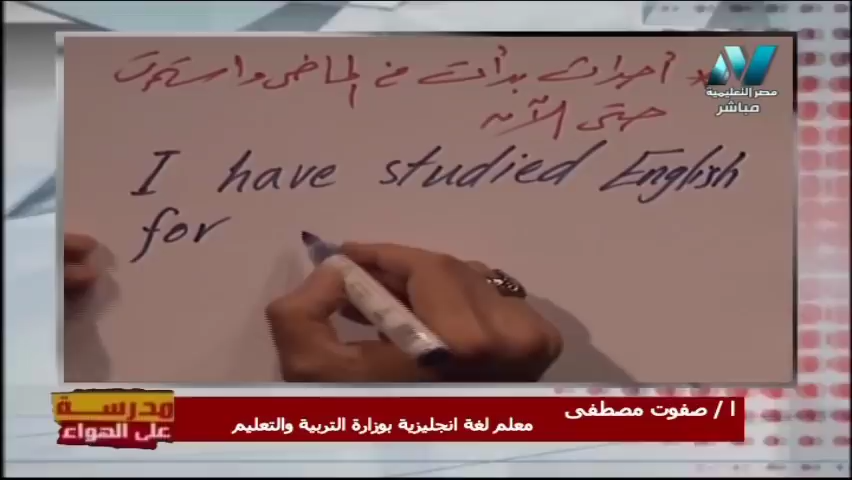 * أحداث بدأت في الماضي واستمرت
حتى الآن
I have studied English
for
مصر التعليمية
مباشر
مدرسة
على الهواء
ا / صفوت مصطفى
معلم لغة انجليزية بوزارة التربية والتعليم